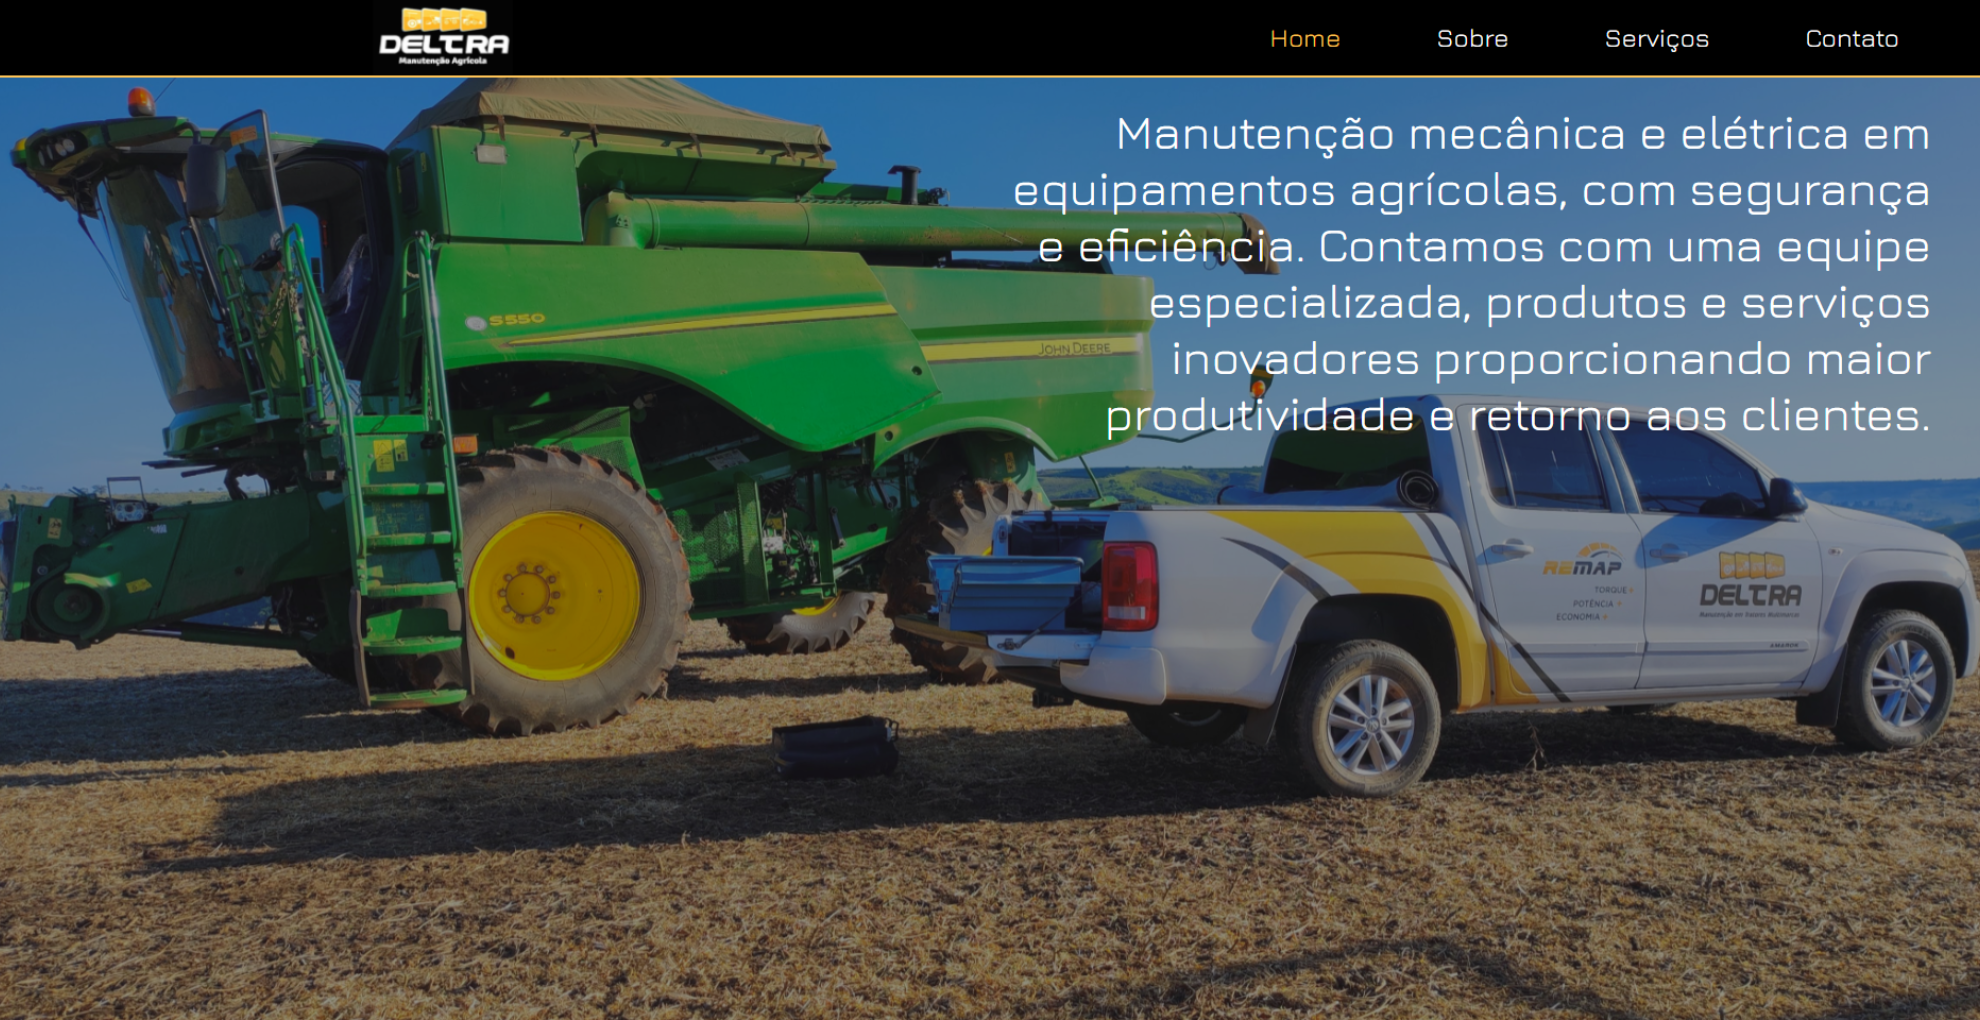 DELTRA
Manutenção Agrícola
Home
Sobre
Serviços
Contato
Manutenção mecânica e elétrica em
equipamentos agrícolas, com segurança
e eficiência. Contamos com uma equipe
especializada, produtos e serviços
inovadores proporcionando maior
produtividade e retorno aos clientes.
S550
JOHN DEERE
REMAP
TORQUE+
POTÊNCIA +
ECONOMIA +
DELTRA
AMAROK